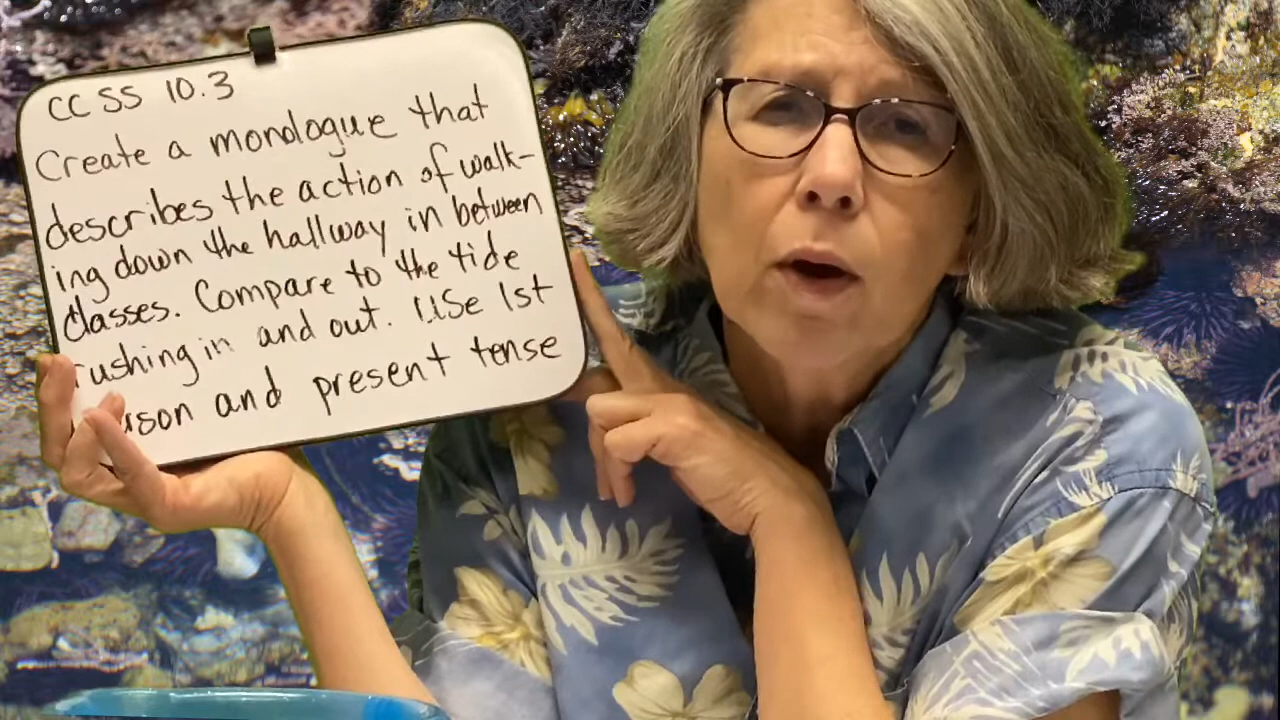 CCSS 10.3
Create a monologue that
describes the action of walk-
ing down the hallway in between
classes. Compare to the tide
rushing in and out. USe 1st
rson and present tense